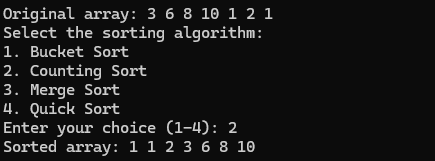 Original array: 3 6 8 10 1 2 1
Select the sorting algorithm:
1. Bucket Sort
2. Counting Sort
3. Merge Sort
4. Quick Sort
Enter your choice (1-4): 2
Sorted array: 1 1 2 3 6 8 10